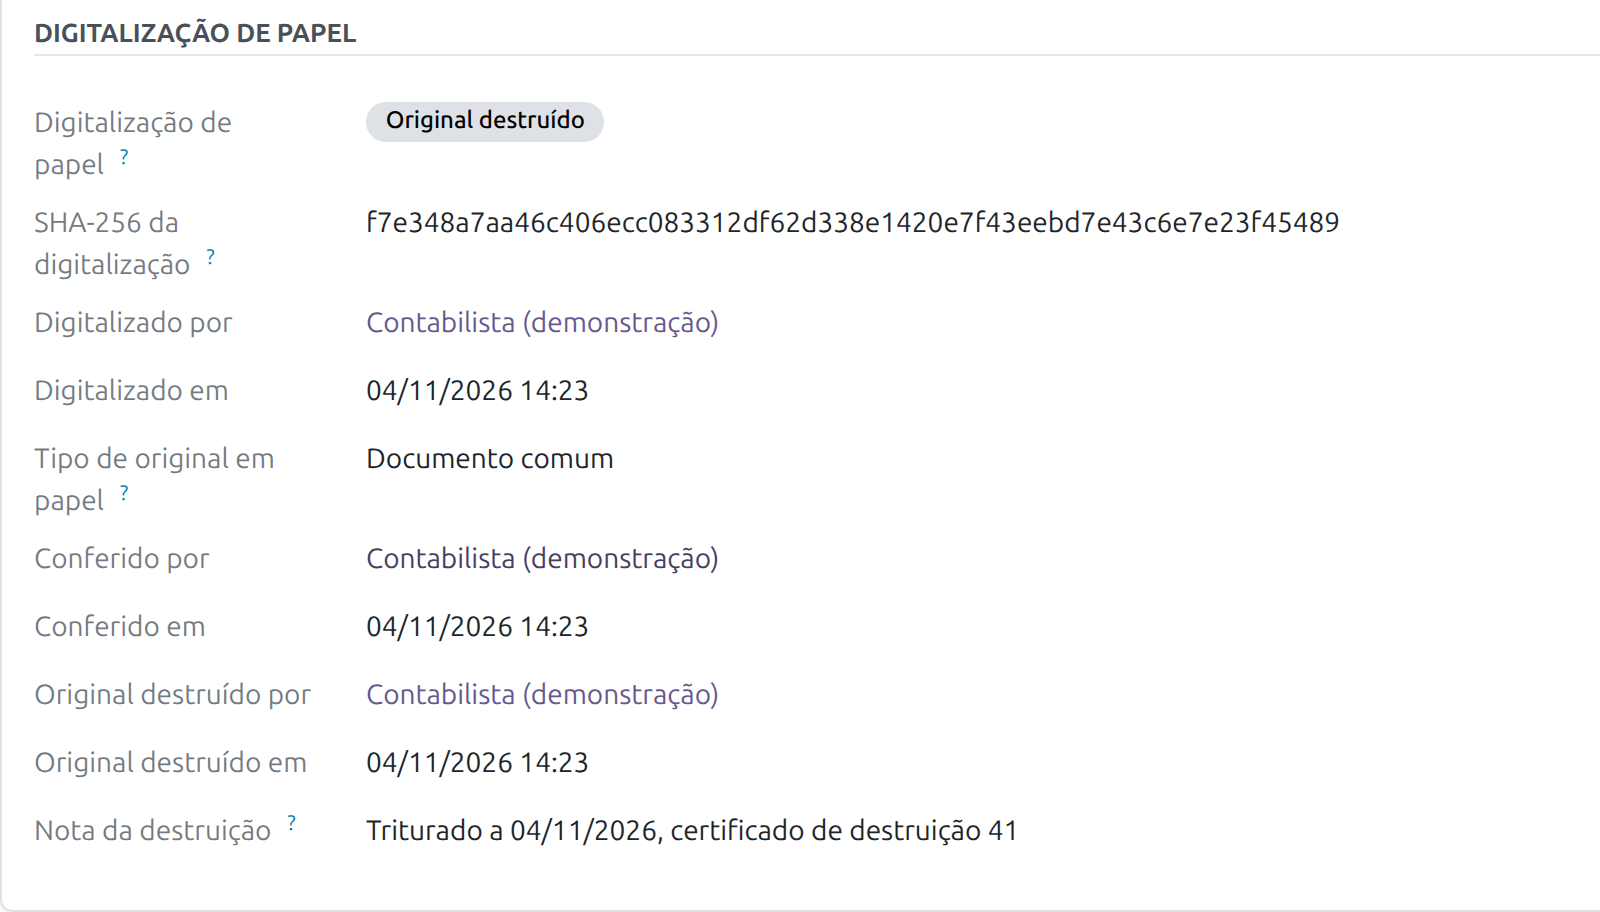 DIGITALIZAÇÃO DE PAPEL
Digitalização de
papel ?
Original destruído
SHA-256 da
digitalização ?
f7e348a7aa46c406ecc083312df62d338e1420e7f43eebd7e43c6e7e23f45489
Digitalizado por
Contabilista (demonstração)
Digitalizado em
04/11/2026 14:23
Tipo de original em
papel ?
Documento comum
Conferido por
Contabilista (demonstração)
Conferido em
04/11/2026 14:23
Original destruído por
Contabilista (demonstração)
Original destruído em
04/11/2026 14:23
Nota da destruição ?
Triturado a 04/11/2026, certificado de destruição 41